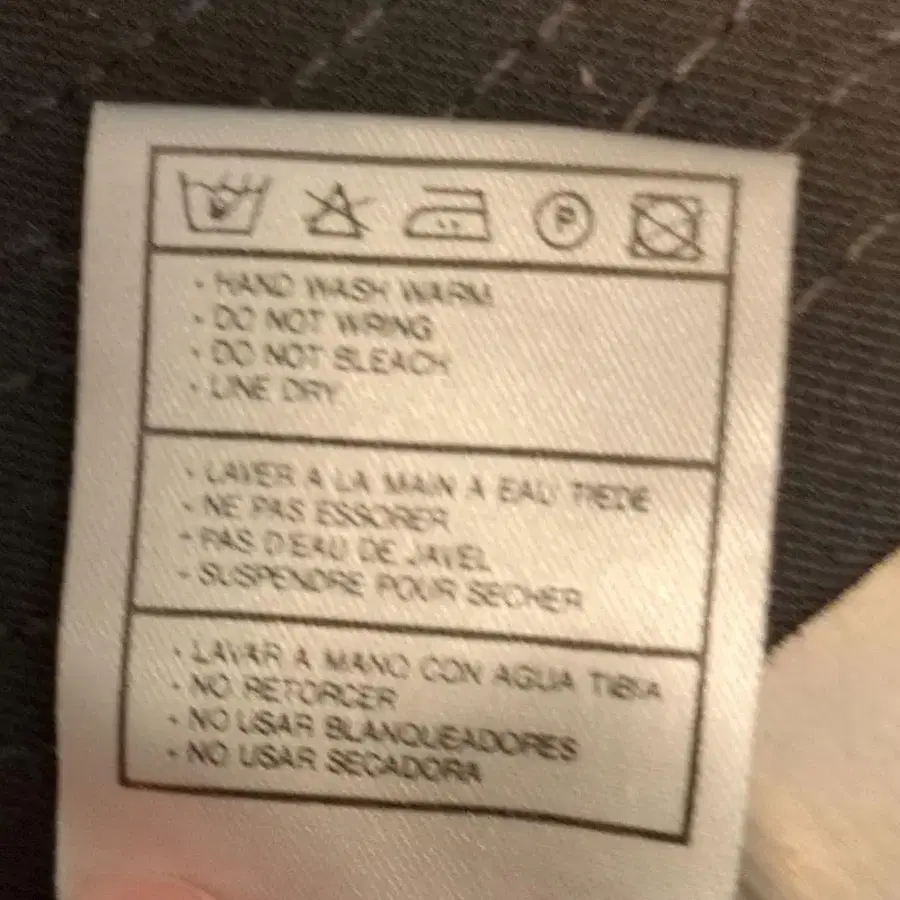 P
- HAND WASH WARM
- DO NOT WRING
- DO NOT BLEACH
- LINE DRY
- LAVER A LA MAIN A EAU TIEDE
- NE PAS ESSORER
- PAS D'EAU DE JAVEL
- SUSPENDRE POUR SECHER
- LAVAR A MANO CON AGUA TIBIA
- NO RETORCER
- NO USAR BLANQUEADORES
- NO USAR SECADORA